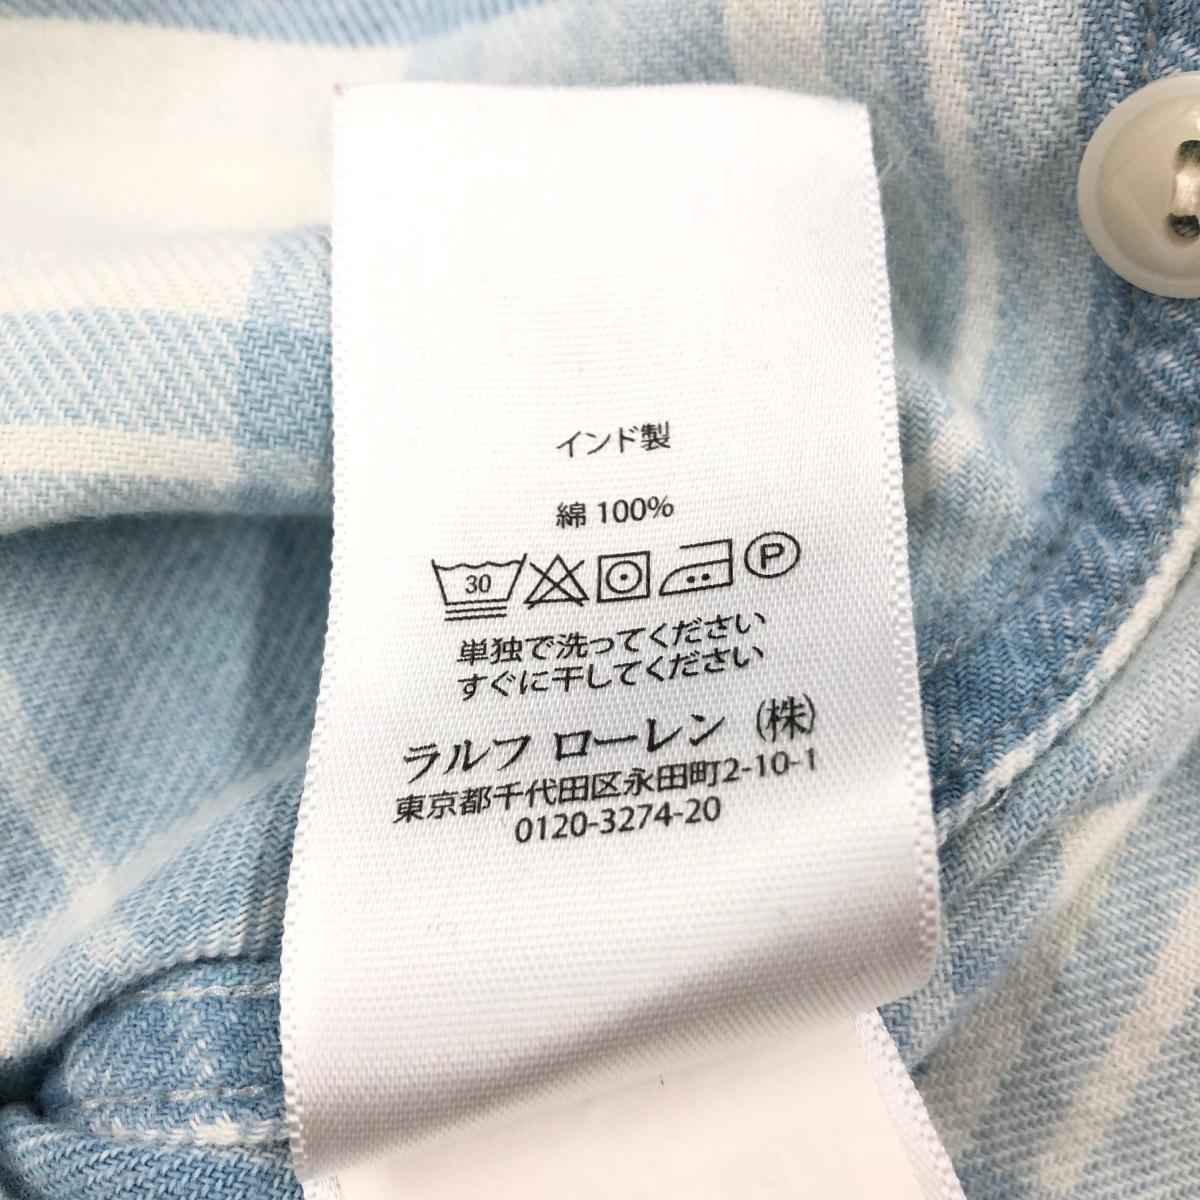 インド製
綿 100%
30 P
単独で洗ってください
すぐに干してください
ラルフ ローレン (株)
東京都千代田区永田町2-10-1
0120-3274-20